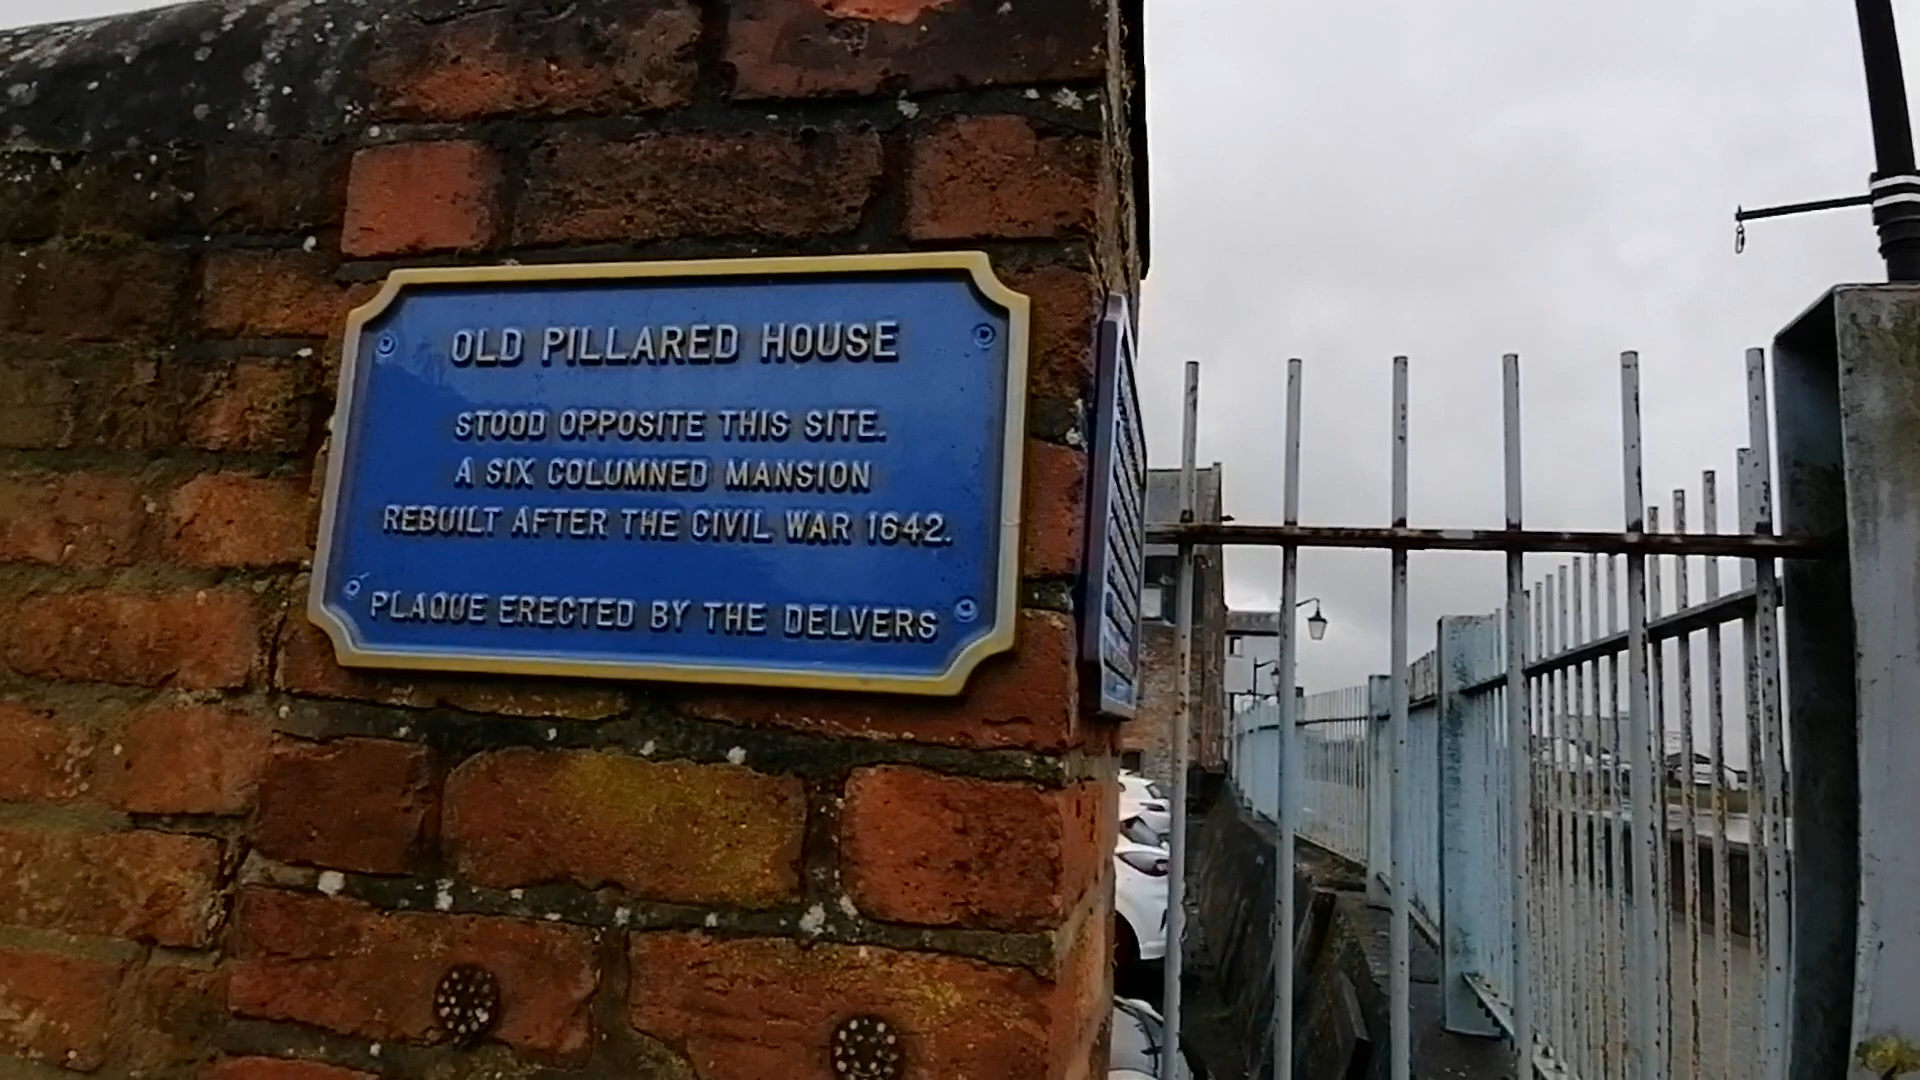 OLD PILLARED HOUSE
STOOD OPPOSITE THIS SITE.
A SIX COLUMNED MANSION
REBUILT AFTER THE CIVIL WAR 1642.
PLAQUE ERECTED BY THE DELVERS